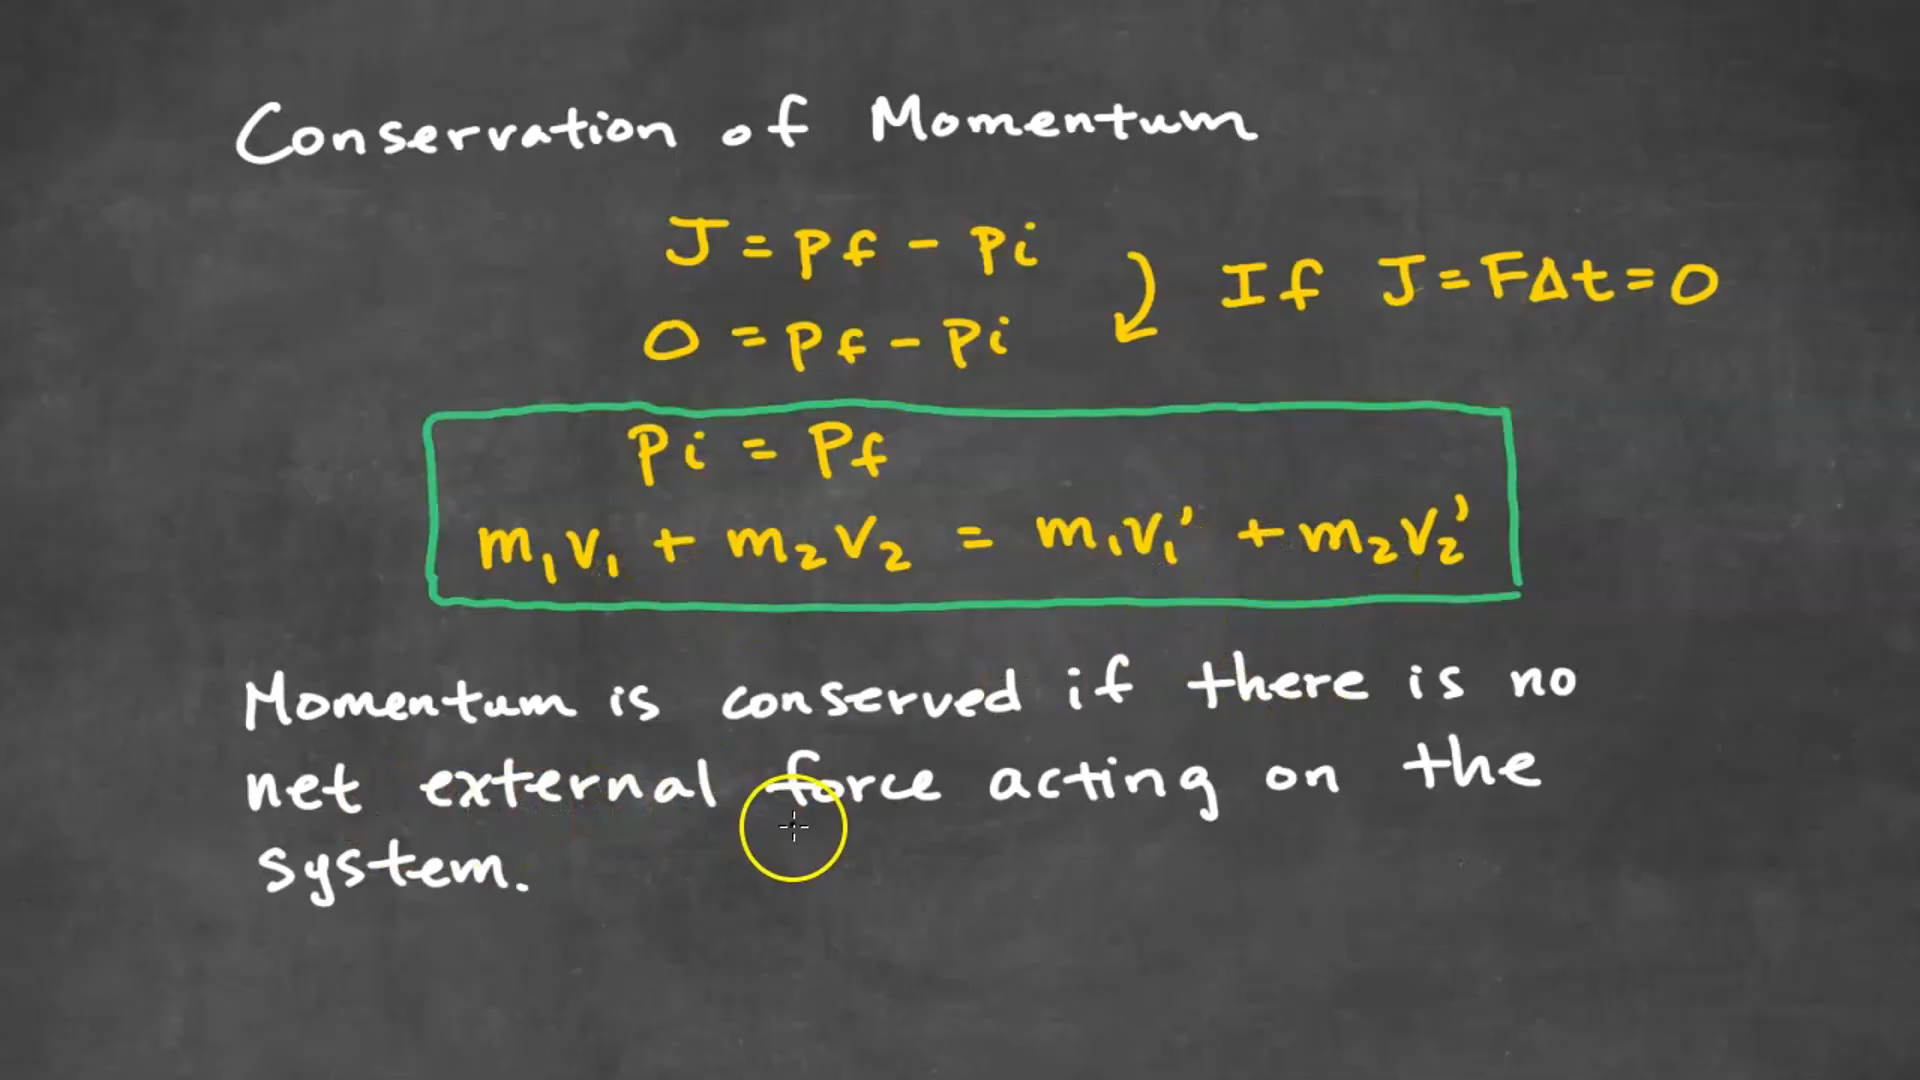 Conservation of Momentum
J = pf - pi
If J = FΔt = 0
0 = pf - pi
Pi = Pf
m₁v₁ + m₂v₂ = m₁v₁' + m₂v₂'
Momentum is conserved if there is no
net external force acting on the
system.